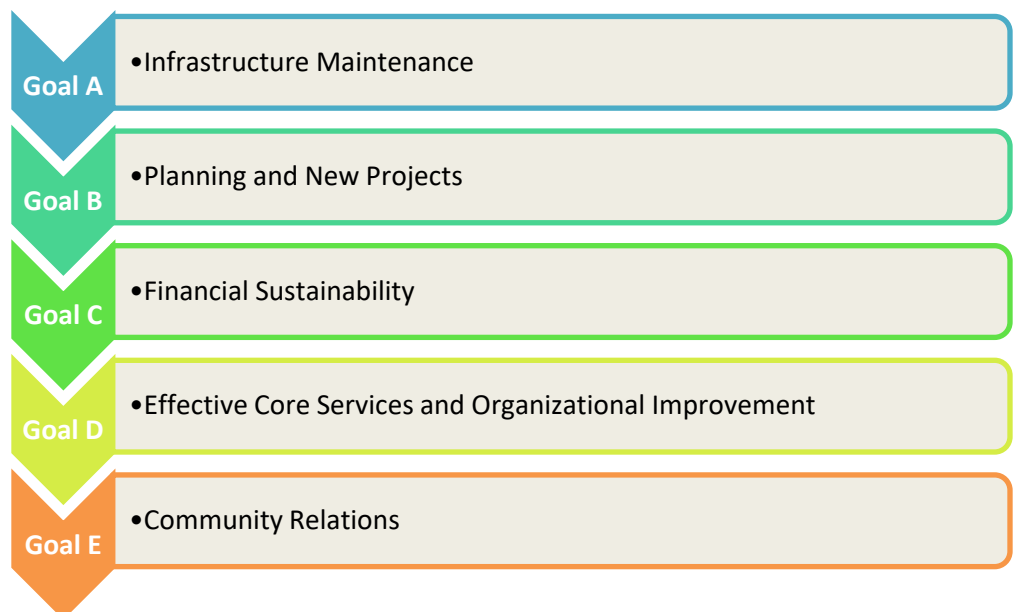 Goal A
•Infrastructure Maintenance
Goal B
•Planning and New Projects
Goal C
•Financial Sustainability
Goal D
•Effective Core Services and Organizational Improvement
Goal E
•Community Relations